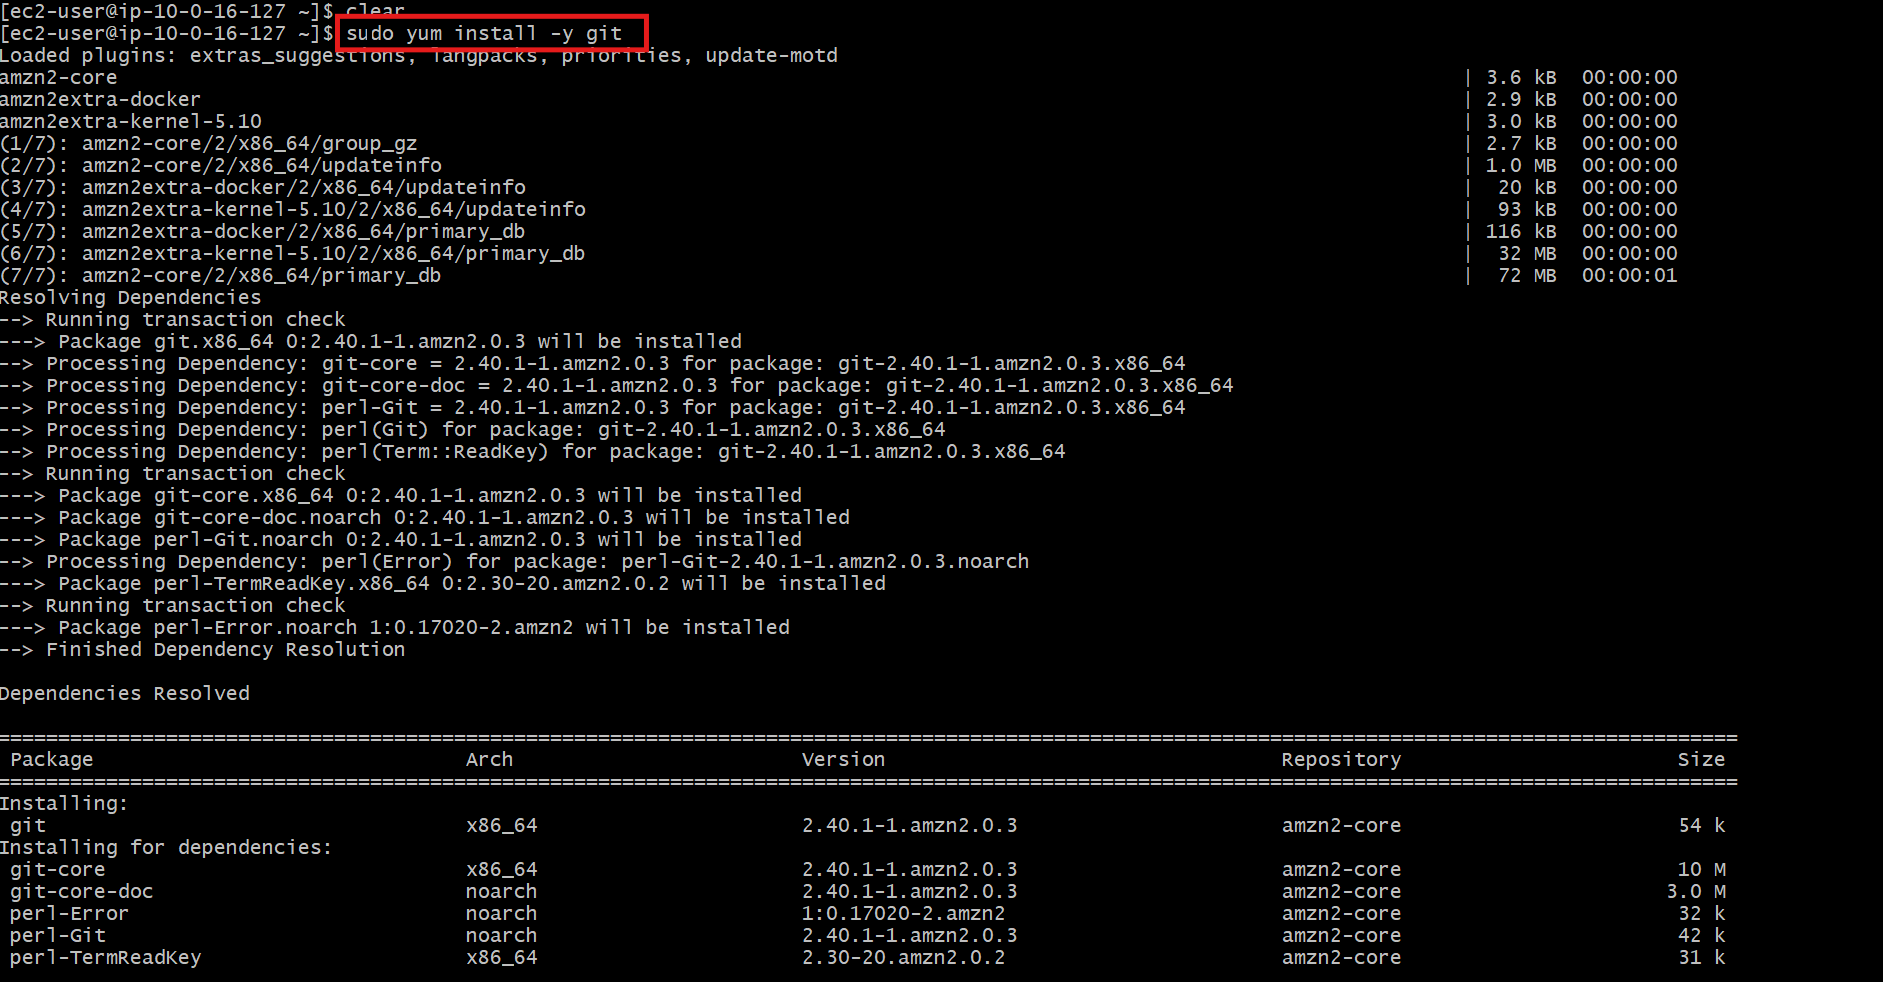 [ec2-user@ip-10-0-16-127 ~]$ clear
[ec2-user@ip-10-0-16-127 ~]$ sudo yum install -y git
Loaded plugins: extras_suggestions, langpacks, priorities, update-motd
amzn2-core | 3.6 kB 00:00:00
amzn2extra-docker | 2.9 kB 00:00:00
amzn2extra-kernel-5.10 | 3.0 kB 00:00:00
(1/7): amzn2-core/2/x86_64/group_gz | 2.7 kB 00:00:00
(2/7): amzn2-core/2/x86_64/updateinfo | 1.0 MB 00:00:00
(3/7): amzn2extra-docker/2/x86_64/updateinfo | 20 kB 00:00:00
(4/7): amzn2extra-kernel-5.10/2/x86_64/updateinfo | 93 kB 00:00:00
(5/7): amzn2extra-docker/2/x86_64/primary_db | 116 kB 00:00:00
(6/7): amzn2extra-kernel-5.10/2/x86_64/primary_db | 32 MB 00:00:00
(7/7): amzn2-core/2/x86_64/primary_db | 72 MB 00:00:01
Resolving Dependencies
--> Running transaction check
---> Package git.x86_64 0:2.40.1-1.amzn2.0.3 will be installed
--> Processing Dependency: git-core = 2.40.1-1.amzn2.0.3 for package: git-2.40.1-1.amzn2.0.3.x86_64
--> Processing Dependency: git-core-doc = 2.40.1-1.amzn2.0.3 for package: git-2.40.1-1.amzn2.0.3.x86_64
--> Processing Dependency: perl-Git = 2.40.1-1.amzn2.0.3 for package: git-2.40.1-1.amzn2.0.3.x86_64
--> Processing Dependency: perl(Git) for package: git-2.40.1-1.amzn2.0.3.x86_64
--> Processing Dependency: perl(Term::ReadKey) for package: git-2.40.1-1.amzn2.0.3.x86_64
--> Running transaction check
---> Package git-core.x86_64 0:2.40.1-1.amzn2.0.3 will be installed
---> Package git-core-doc.noarch 0:2.40.1-1.amzn2.0.3 will be installed
---> Package perl-Git.noarch 0:2.40.1-1.amzn2.0.3 will be installed
--> Processing Dependency: perl(Error) for package: perl-Git-2.40.1-1.amzn2.0.3.noarch
---> Package perl-TermReadKey.x86_64 0:2.30-20.amzn2.0.2 will be installed
--> Running transaction check
---> Package perl-Error.noarch 1:0.17020-2.amzn2 will be installed
--> Finished Dependency Resolution
Dependencies Resolved
Package Arch Version Repository Size
Installing:
git x86_64 2.40.1-1.amzn2.0.3 amzn2-core 54 k
Installing for dependencies:
git-core x86_64 2.40.1-1.amzn2.0.3 amzn2-core 10 M
git-core-doc noarch 2.40.1-1.amzn2.0.3 amzn2-core 3.0 M
perl-Error noarch 1:0.17020-2.amzn2 amzn2-core 32 k
perl-Git noarch 2.40.1-1.amzn2.0.3 amzn2-core 42 k
perl-TermReadKey x86_64 2.30-20.amzn2.0.2 amzn2-core 31 k